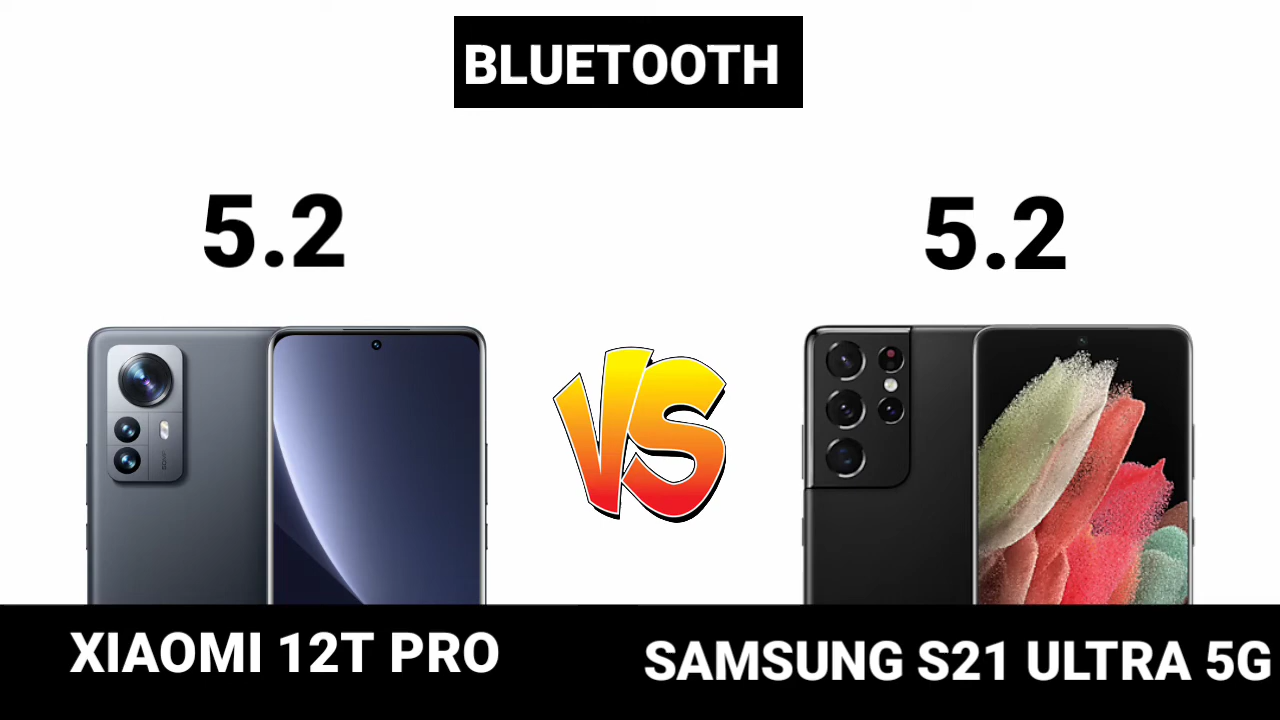 BLUETOOTH
5.2
5.2
VS
XIAOMI 12T PRO
SAMSUNG S21 ULTRA 5G